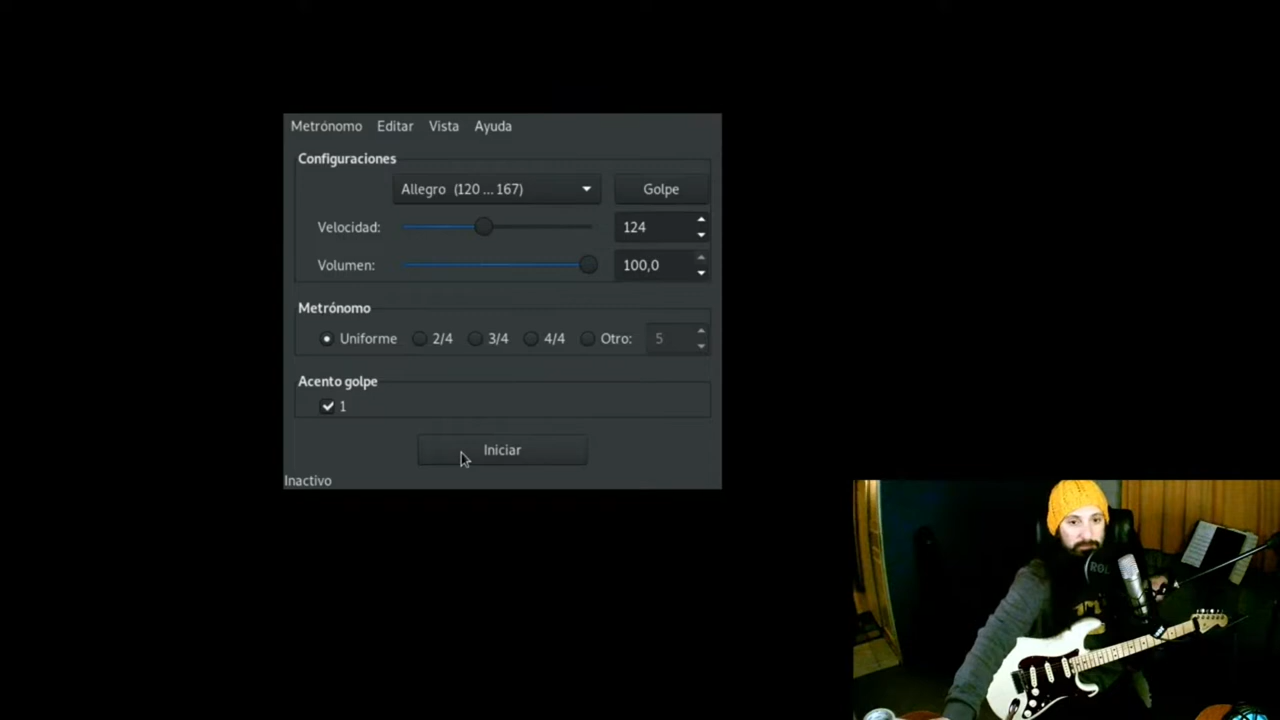 Metrónomo Editar Vista Ayuda
Configuraciones
Allegro (120 ... 167) Golpe
Velocidad: 124
Volumen: 100,0
Metrónomo
Uniforme 2/4 3/4 4/4 Otro: 5
Acento golpe
1
Iniciar
Inactivo